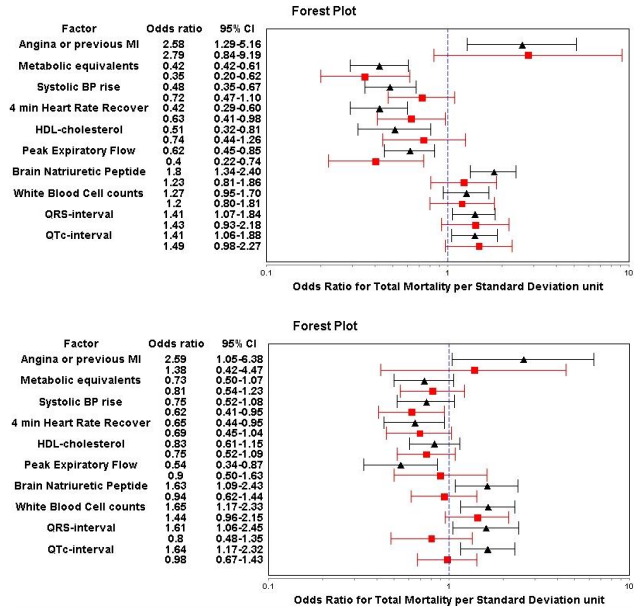 Forest Plot
Factor Odds ratio 95% CI
Angina or previous MI 2.58 1.29-5.16
2.79 0.84-9.19
Metabolic equivalents 0.42 0.42-0.61
0.35 0.20-0.62
Systolic BP rise 0.48 0.35-0.67
0.72 0.47-1.10
4 min Heart Rate Recover 0.42 0.29-0.60
0.63 0.41-0.98
HDL-cholesterol 0.51 0.32-0.81
0.74 0.44-1.26
Peak Expiratory Flow 0.62 0.45-0.85
0.4 0.22-0.74
Brain Natriuretic Peptide 1.8 1.34-2.40
1.23 0.81-1.86
White Blood Cell counts 1.27 0.95-1.70
1.2 0.80-1.81
QRS-interval 1.41 1.07-1.84
1.43 0.93-2.18
QTc-interval 1.41 1.06-1.88
1.49 0.98-2.27
0.1 1 10
Odds Ratio for Total Mortality per Standard Deviation unit
Forest Plot
Factor Odds ratio 95% CI
Angina or previous MI 2.59 1.05-6.38
1.38 0.42-4.47
Metabolic equivalents 0.73 0.50-1.07
0.81 0.54-1.23
Systolic BP rise 0.75 0.52-1.08
0.62 0.41-0.95
4 min Heart Rate Recover 0.65 0.44-0.95
0.69 0.45-1.04
HDL-cholesterol 0.83 0.61-1.15
0.75 0.52-1.09
Peak Expiratory Flow 0.54 0.34-0.87
0.9 0.50-1.63
Brain Natriuretic Peptide 1.63 1.09-2.43
0.94 0.62-1.44
White Blood Cell counts 1.65 1.17-2.33
1.44 0.96-2.15
QRS-interval 1.61 1.06-2.45
0.8 0.48-1.35
QTc-interval 1.64 1.17-2.32
0.98 0.67-1.43
0.1 1 10
Odds Ratio for Total Mortality per Standard Deviation unit